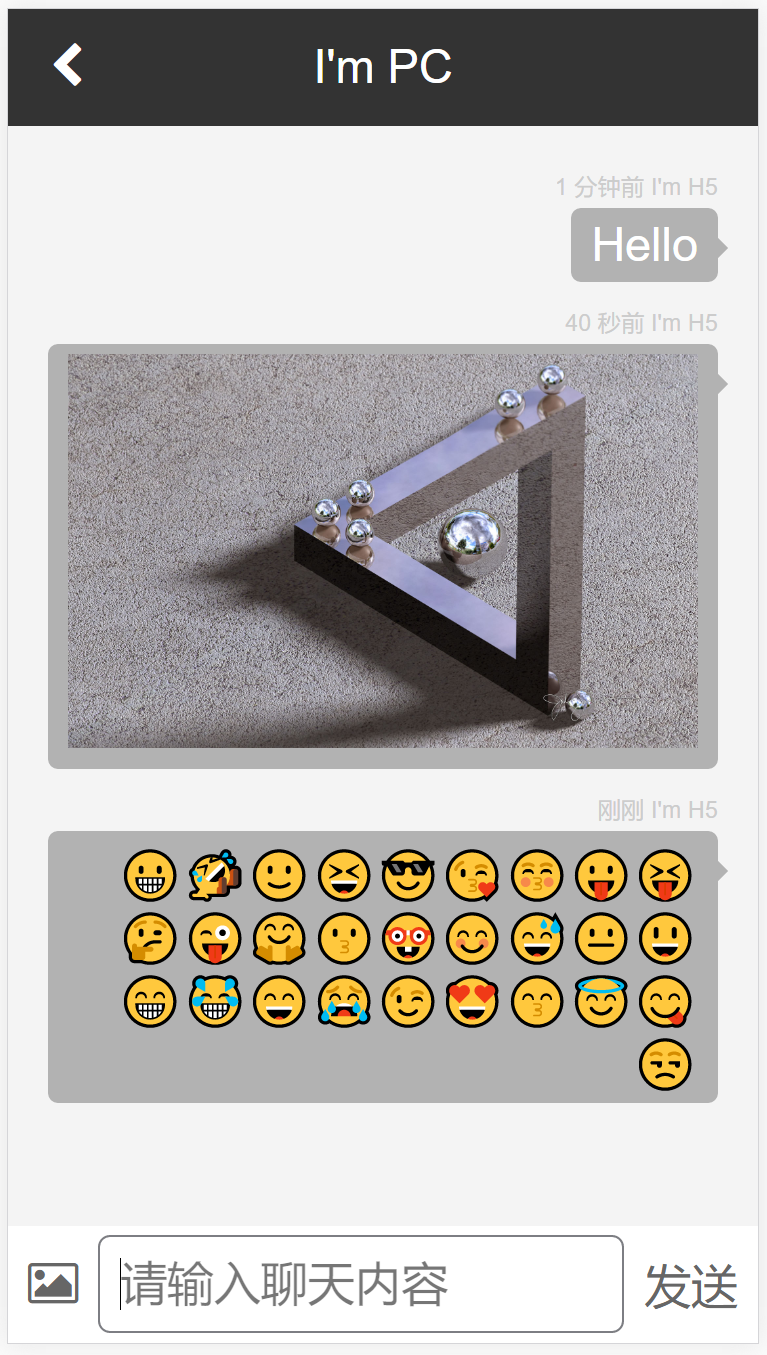 I'm PC
1 分钟前 I'm H5
Hello
40 秒前 I'm H5
刚刚 I'm H5
😀🤣🙂😆😎😘😚😛😝
🤔😜🤗😗🤓😊😅😐😃
😁😂😄😭😉😍😙😇😋
😒
请输入聊天内容
发送